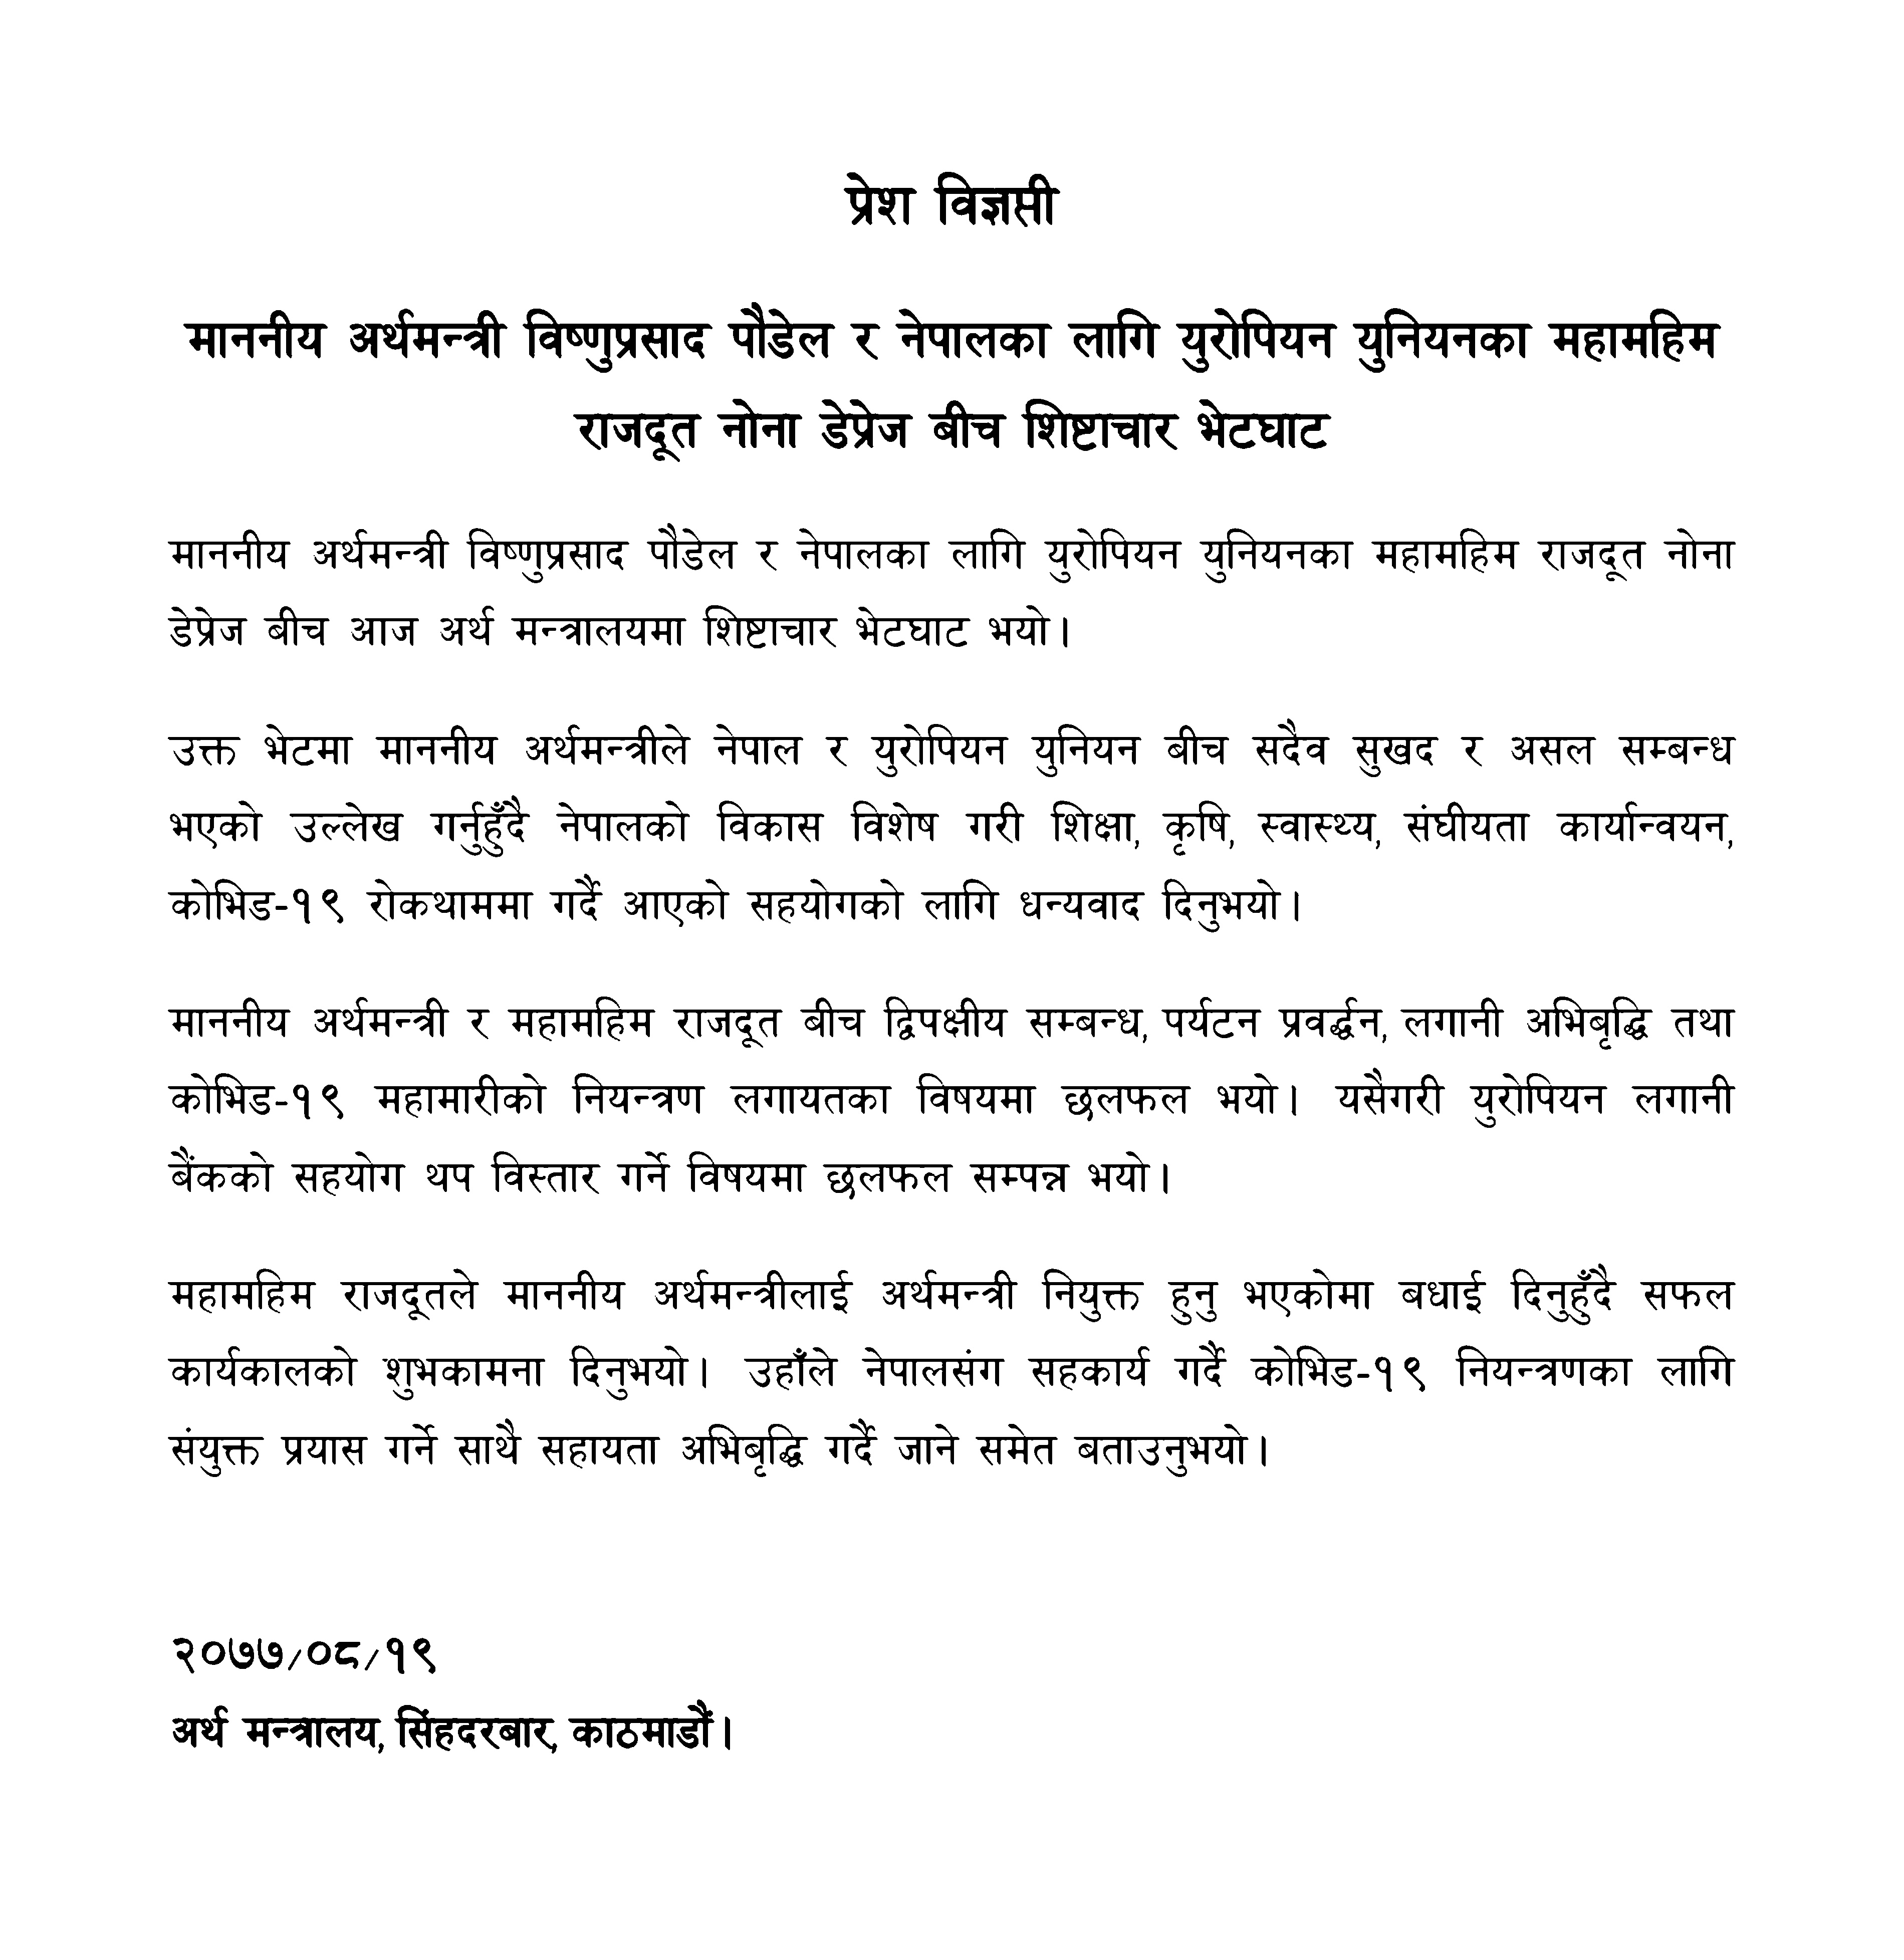 प्रेश विज्ञप्ती
माननीय अर्थमन्त्री विष्णुप्रसाद पौडेल र नेपालका लागि युरोपियन युनियनका महामहिम
राजदूत नोना डेप्रेज बीच शिष्टाचार भेटघाट
माननीय अर्थमन्त्री विष्णुप्रसाद पौडेल र नेपालका लागि युरोपियन युनियनका महामहिम राजदूत नोना
डेप्रेज बीच आज अर्थ मन्त्रालयमा शिष्टाचार भेटघाट भयो।
उक्त भेटमा माननीय अर्थमन्त्रीले नेपाल र युरोपियन युनियन बीच सदैव सुखद र असल सम्बन्ध
भएको उल्लेख गर्नुहुँदै नेपालको विकास विशेष गरी शिक्षा, कृषि, स्वास्थ्य, संघीयता कार्यान्वयन,
कोभिड-१९ रोकथाममा गर्दै आएको सहयोगको लागि धन्यवाद दिनुभयो।
माननीय अर्थमन्त्री र महामहिम राजदूत बीच द्विपक्षीय सम्बन्ध, पर्यटन प्रवर्द्धन, लगानी अभिबृद्धि तथा
कोभिड-१९ महामारीको नियन्त्रण लगायतका विषयमा छलफल भयो। यसैगरी युरोपियन लगानी
बैंकको सहयोग थप विस्तार गर्ने विषयमा छलफल सम्पन्न भयो।
महामहिम राजदूतले माननीय अर्थमन्त्रीलाई अर्थमन्त्री नियुक्त हुनु भएकोमा बधाई दिनुहुँदै सफल
कार्यकालको शुभकामना दिनुभयो। उहाँले नेपालसंग सहकार्य गर्दै कोभिड-१९ नियन्त्रणका लागि
संयुक्त प्रयास गर्ने साथै सहायता अभिबृद्धि गर्दै जाने समेत बताउनुभयो।
२०७७/०८/१९
अर्थ मन्त्रालय, सिंहदरबार, काठमाडौं।